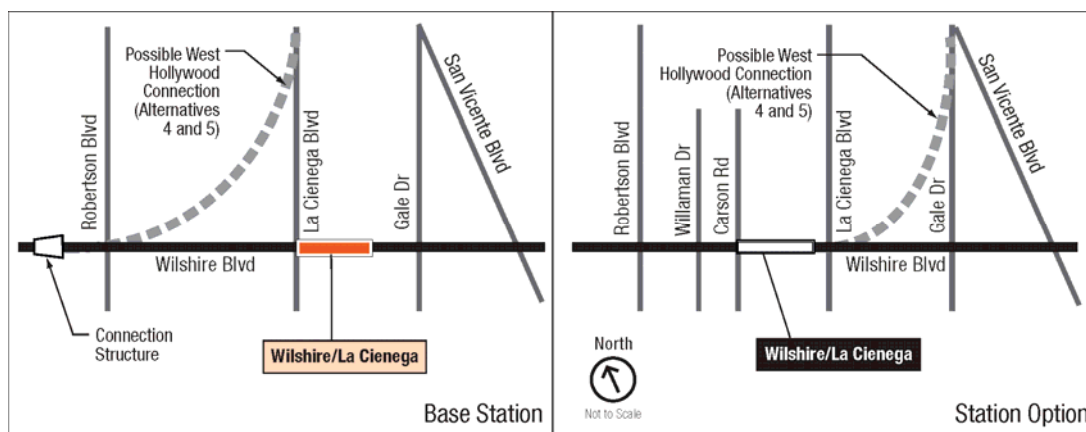 Possible West
Hollywood
Connection
(Alternatives
4 and 5)
Robertson Blvd
La Cienega Blvd
Gale Dr
San Vicente Blvd
Wilshire Blvd
Connection
Structure
Wilshire/La Cienega
Base Station
Possible West
Hollywood Connection
(Alternatives
4 and 5)
Robertson Blvd
Willaman Dr
Carson Rd
La Cienega Blvd
Gale Dr
San Vicente Blvd
Wilshire Blvd
Wilshire/La Cienega
North
Not to Scale
Station Option